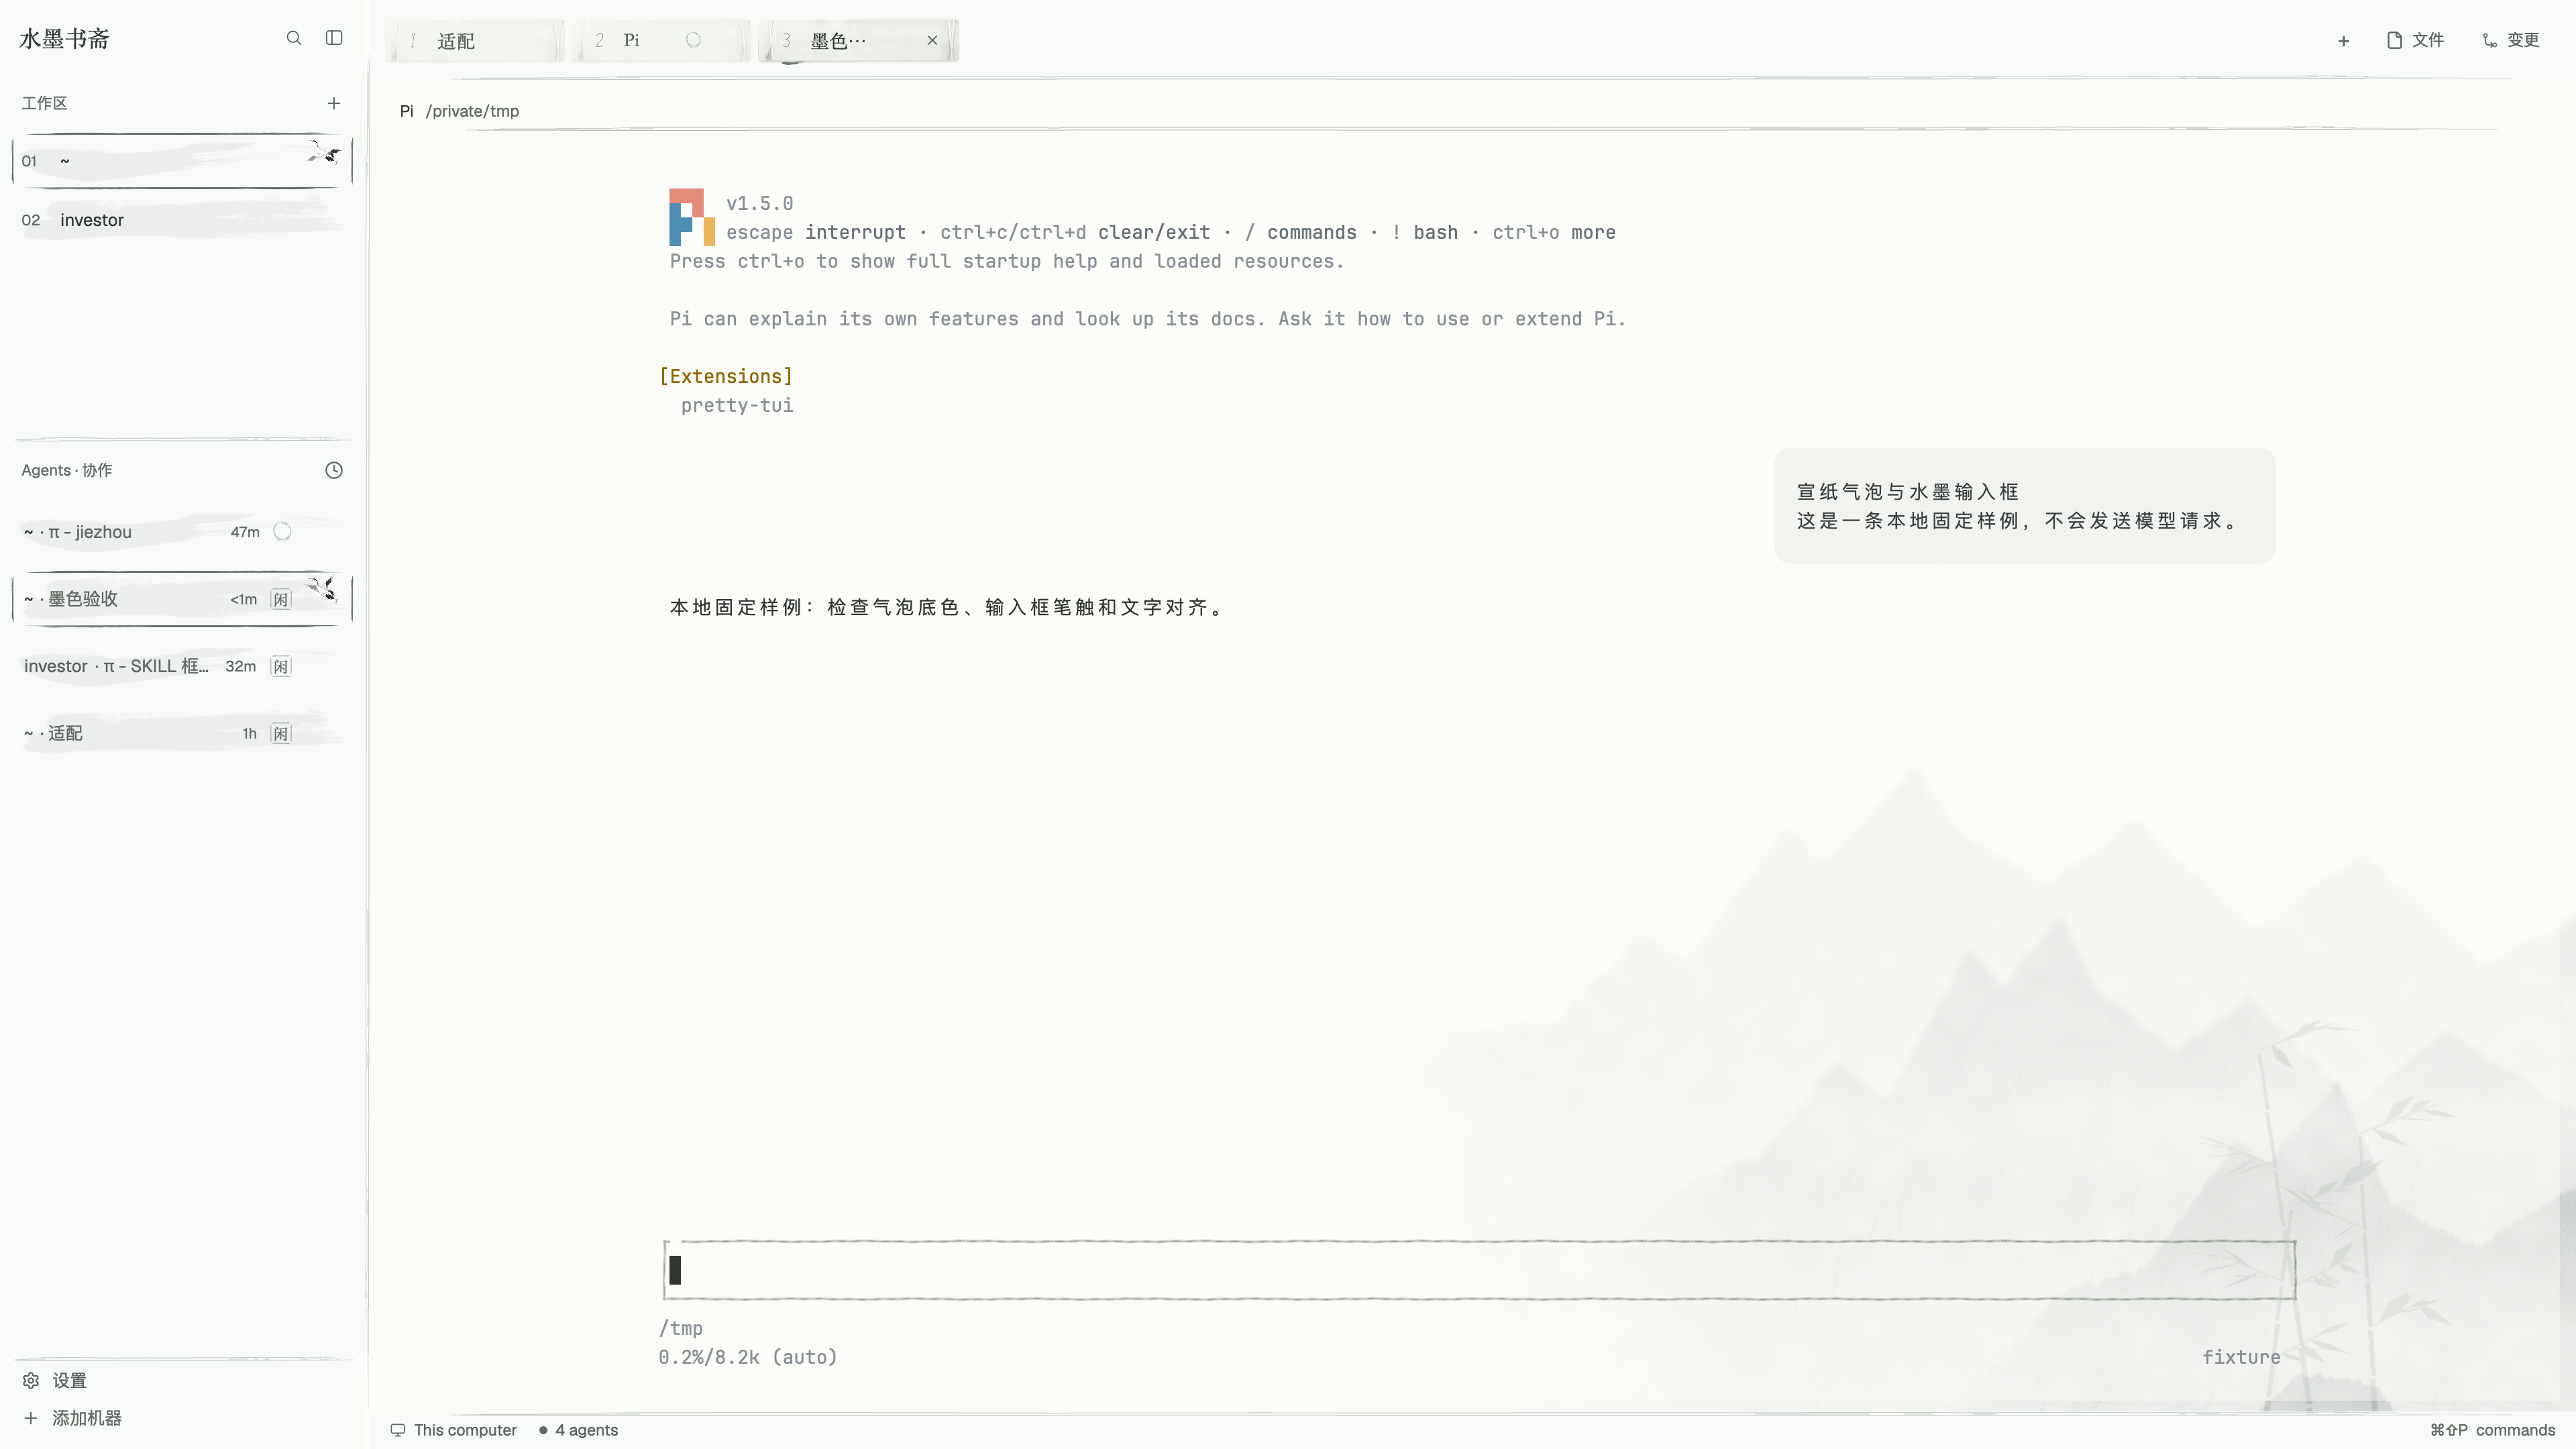 水墨书斋
1 适配
2 Pi
3 墨色…
文件
变更
工作区
01 ~
02 investor
Agents · 协作
~ · π - jiezhou 47m
~ · 墨色验收 <1m 闲
investor · π - SKILL 框... 32m 闲
~ · 适配 1h 闲
设置
添加机器
Pi /private/tmp
v1.5.0
escape interrupt · ctrl+c/ctrl+d clear/exit · / commands · ! bash · ctrl+o more
Press ctrl+o to show full startup help and loaded resources.
Pi can explain its own features and look up its docs. Ask it how to use or extend Pi.
[Extensions]
pretty-tui
宣纸气泡与水墨输入框
这是一条本地固定样例，不会发送模型请求。
本地固定样例：检查气泡底色、输入框笔触和文字对齐。
/tmp
0.2%/8.2k (auto)
fixture
This computer
4 agents
⌘⇧P commands